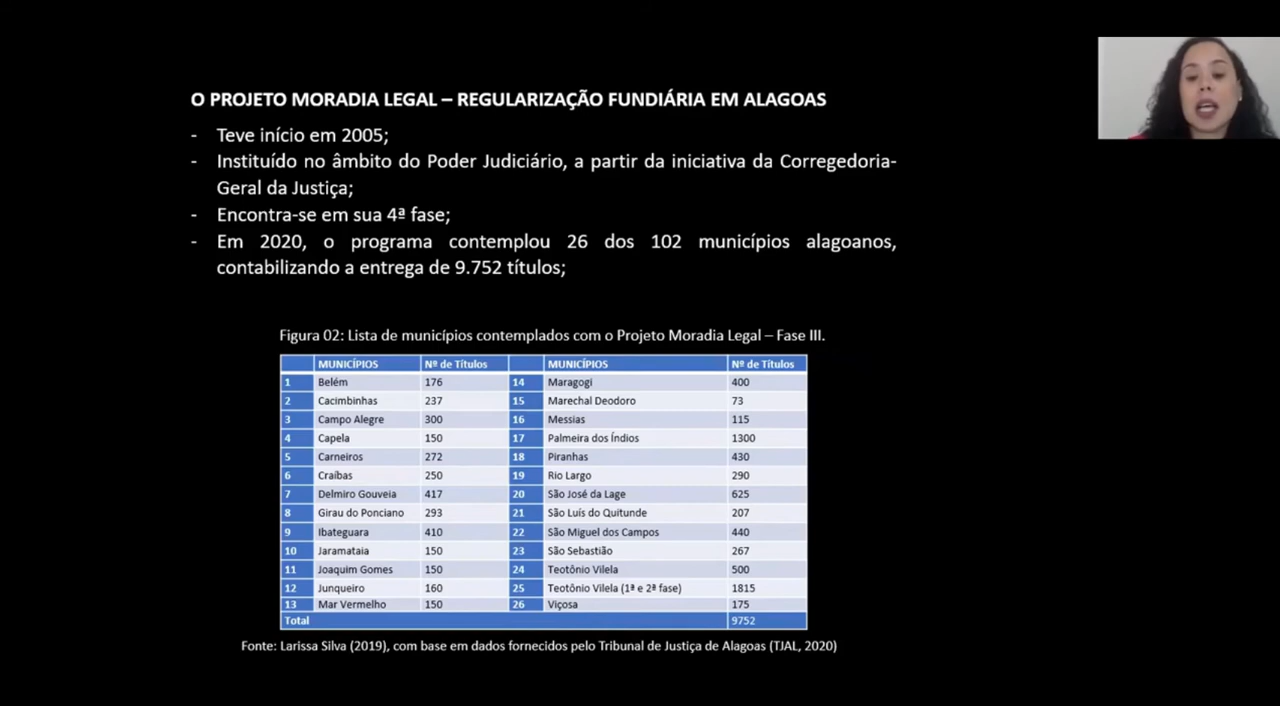 O PROJETO MORADIA LEGAL – REGULARIZAÇÃO FUNDIÁRIA EM ALAGOAS
- Teve início em 2005;
- Instituído no âmbito do Poder Judiciário, a partir da iniciativa da Corregedoria-
Geral da Justiça;
- Encontra-se em sua 4ª fase;
- Em 2020, o programa contemplou 26 dos 102 municípios alagoanos,
contabilizando a entrega de 9.752 títulos;
Figura 02: Lista de municípios contemplados com o Projeto Moradia Legal – Fase III.
MUNICÍPIOS Nº de Títulos MUNICÍPIOS Nº de Títulos
1 Belém 176 14 Maragogi 400
2 Cacimbinhas 237 15 Marechal Deodoro 73
3 Campo Alegre 300 16 Messias 115
4 Capela 150 17 Palmeira dos Índios 1300
5 Carneiros 272 18 Piranhas 430
6 Craíbas 250 19 Rio Largo 290
7 Delmiro Gouveia 417 20 São José da Lage 625
8 Girau do Ponciano 293 21 São Luís do Quitunde 207
9 Ibateguara 410 22 São Miguel dos Campos 440
10 Jaramataia 150 23 São Sebastião 267
11 Joaquim Gomes 150 24 Teotônio Vilela 500
12 Junqueiro 160 25 Teotônio Vilela (1ª e 2ª fase) 1815
13 Mar Vermelho 150 26 Viçosa 175
Total 9752
Fonte: Larissa Silva (2019), com base em dados fornecidos pelo Tribunal de Justiça de Alagoas (TJAL, 2020)